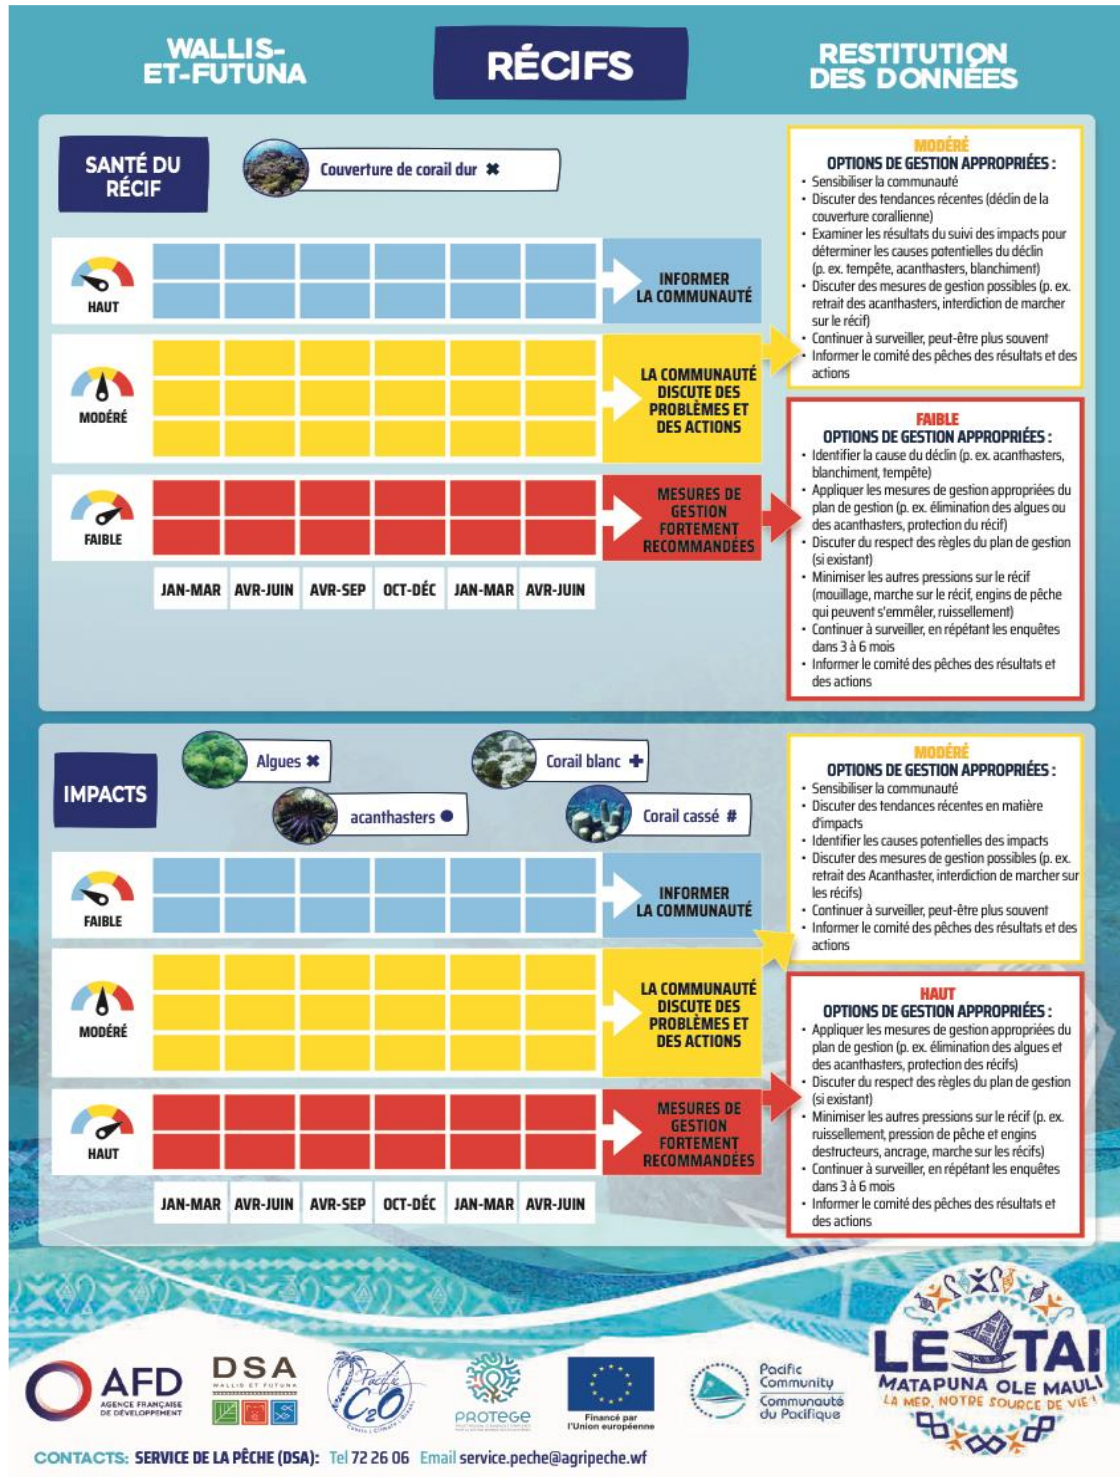 WALLIS-
ET-FUTUNA
RÉCIFS
RESTITUTION
DES DONNÉES
SANTÉ DU
RÉCIF
Couverture de corail dur ✖
HAUT
INFORMER
LA COMMUNAUTÉ
MODÉRÉ
LA COMMUNAUTÉ
DISCUTE DES
PROBLÈMES ET
DES ACTIONS
FAIBLE
MESURES DE
GESTION
FORTEMENT
RECOMMANDÉES
JAN-MAR AVR-JUIN AVR-SEP OCT-DÉC JAN-MAR AVR-JUIN
MODÉRÉ
OPTIONS DE GESTION APPROPRIÉES :
• Sensibiliser la communauté
• Discuter des tendances récentes (déclin de la
couverture corallienne)
• Examiner les résultats du suivi des impacts pour
déterminer les causes potentielles du déclin
(p. ex. tempête, acanthasters, blanchiment)
• Discuter des mesures de gestion possibles (p. ex.
retrait des acanthasters, interdiction de marcher
sur le récif)
• Continuer à surveiller, peut-être plus souvent
• Informer le comité des pêches des résultats et des
actions
FAIBLE
OPTIONS DE GESTION APPROPRIÉES :
• Identifier la cause du déclin (p. ex. acanthasters,
blanchiment, tempête)
• Appliquer les mesures de gestion appropriées du
plan de gestion (p. ex. élimination des algues ou
des acanthasters, protection du récif)
• Discuter du respect des règles du plan de gestion
(si existant)
• Minimiser les autres pressions sur le récif
(mouillage, marche sur le récif, engins de pêche
qui peuvent s'emmêler, ruissellement)
• Continuer à surveiller, en répétant les enquêtes
dans 3 à 6 mois
• Informer le comité des pêches des résultats et
des actions
IMPACTS
Algues ✖
Corail blanc ✚
acanthasters ●
Corail cassé #
FAIBLE
INFORMER
LA COMMUNAUTÉ
MODÉRÉ
LA COMMUNAUTÉ
DISCUTE DES
PROBLÈMES ET
DES ACTIONS
HAUT
MESURES DE
GESTION
FORTEMENT
RECOMMANDÉES
JAN-MAR AVR-JUIN AVR-SEP OCT-DÉC JAN-MAR AVR-JUIN
MODÉRÉ
OPTIONS DE GESTION APPROPRIÉES :
• Sensibiliser la communauté
• Discuter des tendances récentes en matière
d'impacts
• Identifier les causes potentielles des impacts
• Discuter des mesures de gestion possibles (p. ex.
retrait des Acanthaster, interdiction de marcher sur
les récifs)
• Continuer à surveiller, peut-être plus souvent
• Informer le comité des pêches des résultats et des
actions
HAUT
OPTIONS DE GESTION APPROPRIÉES :
• Appliquer les mesures de gestion appropriées du
plan de gestion (p. ex. élimination des algues et
des acanthasters, protection des récifs)
• Discuter du respect des règles du plan de gestion
(si existant)
• Minimiser les autres pressions sur le récif (p. ex.
ruissellement, pression de pêche et engins
destructeurs, ancrage, marche sur les récifs)
• Continuer à surveiller, en répétant les enquêtes
dans 3 à 6 mois
• Informer le comité des pêches des résultats et
des actions
AFD
AGENCE FRANÇAISE
DE DÉVELOPPEMENT
DSA
WALLIS ET FUTUNA
Pacific
C2O
PROTEGE
Financé par
l'Union européenne
Pacific
Community
Communauté
du Pacifique
LE TAI
MATAPUNA OLE MAULI
LA MER, NOTRE SOURCE DE VIE !
CONTACTS: SERVICE DE LA PÊCHE (DSA): Tel 72 26 06 Email service.peche@agripeche.wf